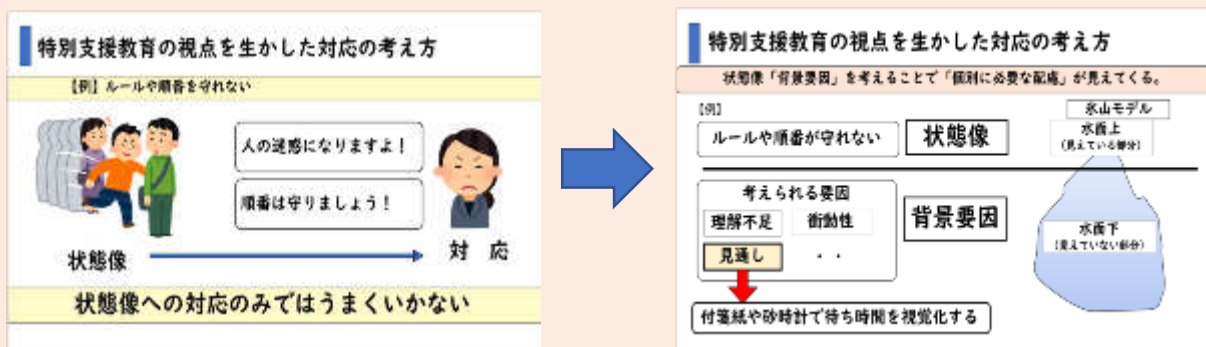 特別支援教育の視点を生かした対応の考え方
【例】ルールや順番を守れない
人の迷惑になりますよ！
順番は守りましょう！
状態像
対 応
状態像への対応のみではうまくいかない
特別支援教育の視点を生かした対応の考え方
状態像「背景要因」を考えることで「個別に必要な配慮」が見えてくる。
【例】
氷山モデル
ルールや順番が守れない
状態像
水面上
（見えている部分）
考えられる要因
理解不足
衝動性
背景要因
水面下
（見えていない部分）
見通し
・・
付箋紙や砂時計で待ち時間を視覚化する